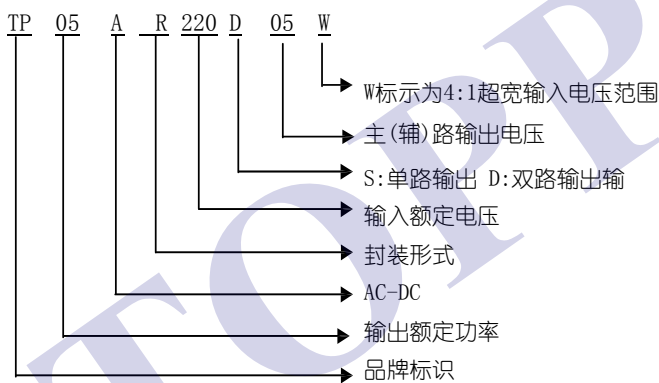 TP 05 A R 220 D 05 W
W标示为4:1超宽输入电压范围
主(辅)路输出电压
S:单路输出 D:双路输出输
输入额定电压
封装形式
AC-DC
输出额定功率
品牌标识
TOPP